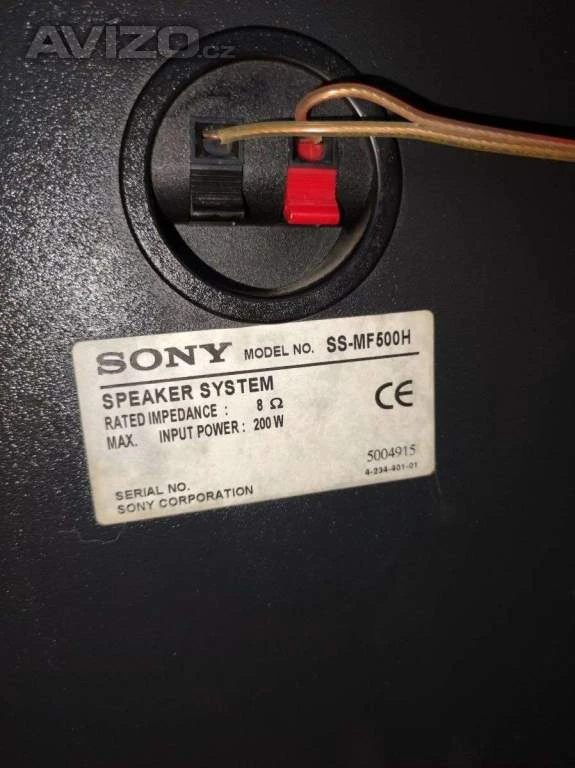 AVÍZO.cz
SONY MODEL NO. SS-MF500H
SPEAKER SYSTEM
RATED IMPEDANCE : 8 Ω
MAX. INPUT POWER : 200 W
CE
5004915
4-234-401-01
SERIAL NO.
SONY CORPORATION